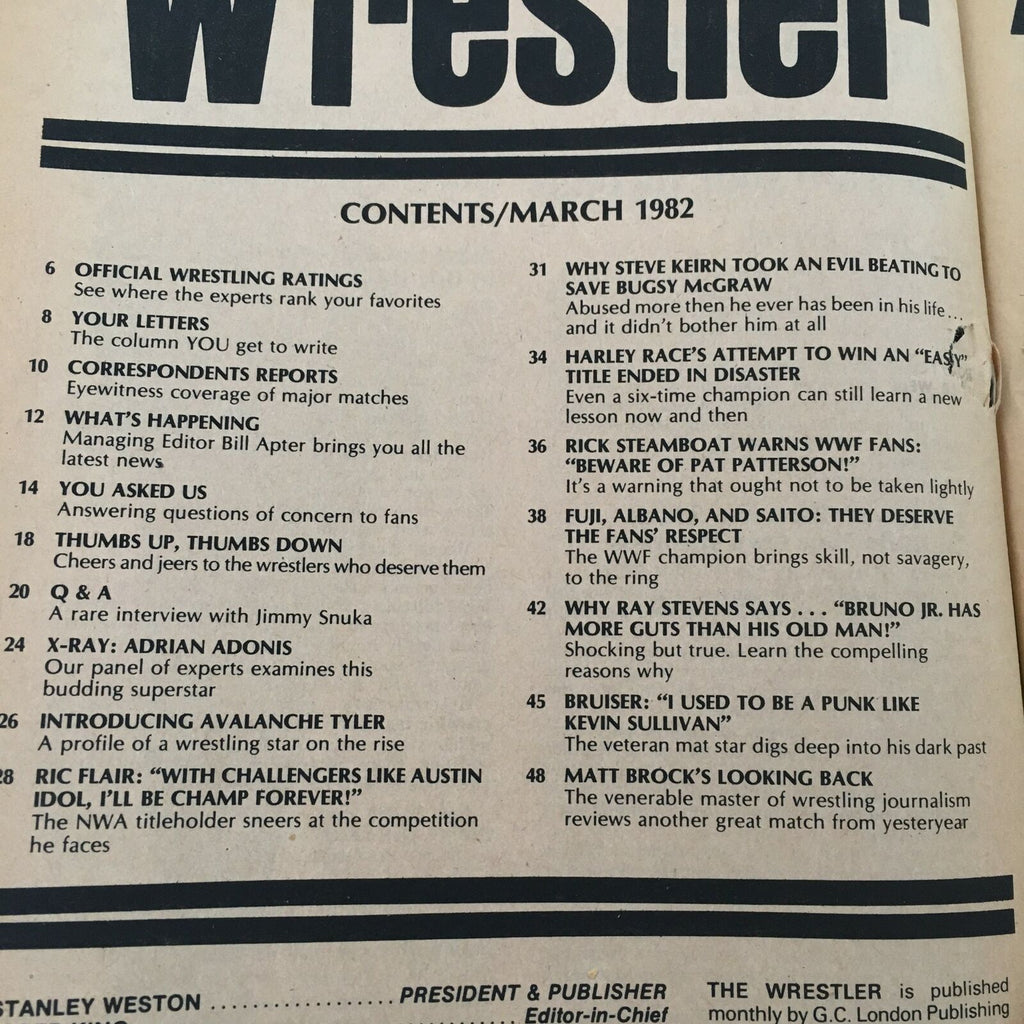 Wrestler
CONTENTS/MARCH 1982
6 OFFICIAL WRESTLING RATINGS
See where the experts rank your favorites
8 YOUR LETTERS
The column YOU get to write
10 CORRESPONDENTS REPORTS
Eyewitness coverage of major matches
12 WHAT'S HAPPENING
Managing Editor Bill Apter brings you all the
latest news
14 YOU ASKED US
Answering questions of concern to fans
18 THUMBS UP, THUMBS DOWN
Cheers and jeers to the wrestlers who deserve them
20 Q & A
A rare interview with Jimmy Snuka
24 X-RAY: ADRIAN ADONIS
Our panel of experts examines this
budding superstar
26 INTRODUCING AVALANCHE TYLER
A profile of a wrestling star on the rise
28 RIC FLAIR: "WITH CHALLENGERS LIKE AUSTIN
IDOL, I'LL BE CHAMP FOREVER!"
The NWA titleholder sneers at the competition
he faces
31 WHY STEVE KEIRN TOOK AN EVIL BEATING TO
SAVE BUGSY McGRAW
Abused more then he ever has been in his life...
and it didn't bother him at all
34 HARLEY RACE'S ATTEMPT TO WIN AN "EASY"
TITLE ENDED IN DISASTER
Even a six-time champion can still learn a new
lesson now and then
36 RICK STEAMBOAT WARNS WWF FANS:
"BEWARE OF PAT PATTERSON!"
It's a warning that ought not to be taken lightly
38 FUJI, ALBANO, AND SAITO: THEY DESERVE
THE FANS' RESPECT
The WWF champion brings skill, not savagery,
to the ring
42 WHY RAY STEVENS SAYS . . . "BRUNO JR. HAS
MORE GUTS THAN HIS OLD MAN!"
Shocking but true. Learn the compelling
reasons why
45 BRUISER: "I USED TO BE A PUNK LIKE
KEVIN SULLIVAN"
The veteran mat star digs deep into his dark past
48 MATT BROCK'S LOOKING BACK
The venerable master of wrestling journalism
reviews another great match from yesteryear
STANLEY WESTON .................. PRESIDENT & PUBLISHER
Editor-in-Chief
THE WRESTLER is published
monthly by G.C. London Publishing